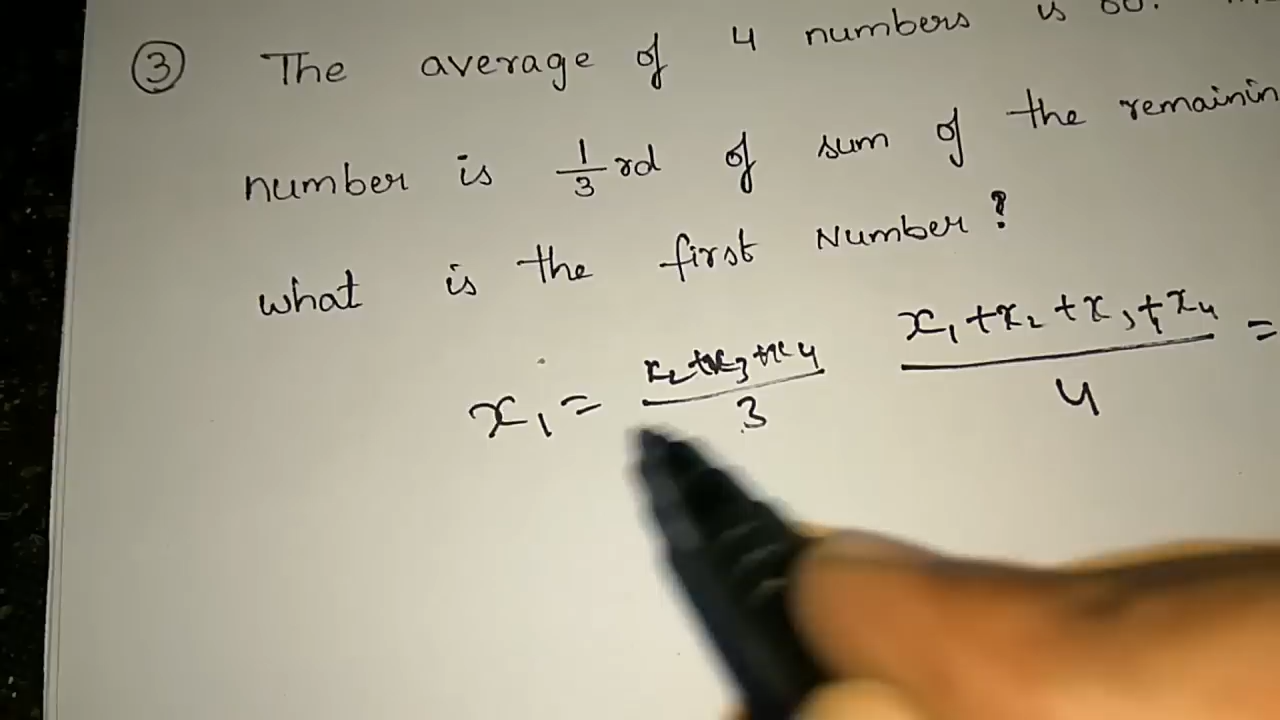 ③ The average of 4 numbers is
number is 1/3 rd of sum of the remainin
what is the first Number?
x₁ = (x₂+x₃+x₄)/3 (x₁+x₂+x₃+x₄)/4 =